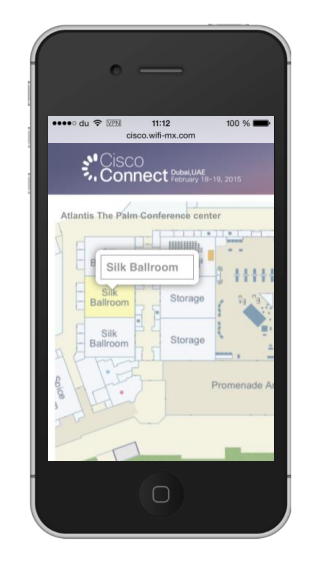 du VPN 11:12 100 %
cisco.wifi-mx.com
Cisco
Connect Dubai,UAE
February 18-19, 2015
Atlantis The Palm Conference center
Silk Ballroom
Silk
Ballroom
Storage
Silk
Ballroom
Storage
Promenade